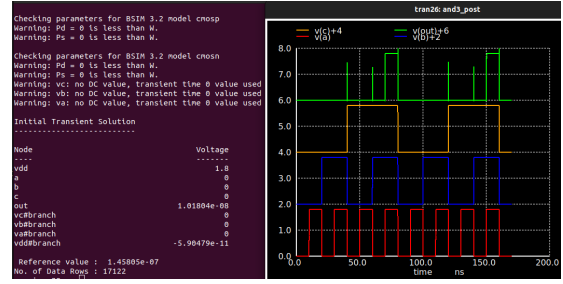 Checking parameters for BSIM 3.2 model cmosp
Warning: Pd = 0 is less than W.
Warning: Ps = 0 is less than W.
Checking parameters for BSIM 3.2 model cmosn
Warning: Pd = 0 is less than W.
Warning: Ps = 0 is less than W.
Warning: vc: no DC value, transient time 0 value used
Warning: vb: no DC value, transient time 0 value used
Warning: va: no DC value, transient time 0 value used
Initial Transient Solution
--------------------------
Node Voltage
---- -------
vdd 1.8
a 0
b 0
c 0
out 1.01804e-08
vc#branch 0
vb#branch 0
va#branch 0
vdd#branch -5.90479e-11
Reference value : 1.45805e-07
No. of Data Rows : 17122
tran26: and3_post
v(c)+4 v(out)+6
v(a) v(b)+2
8.0
7.0
6.0
5.0
4.0
3.0
2.0
1.0
0.0
0.0 50.0 100.0 150.0 200.0
time ns